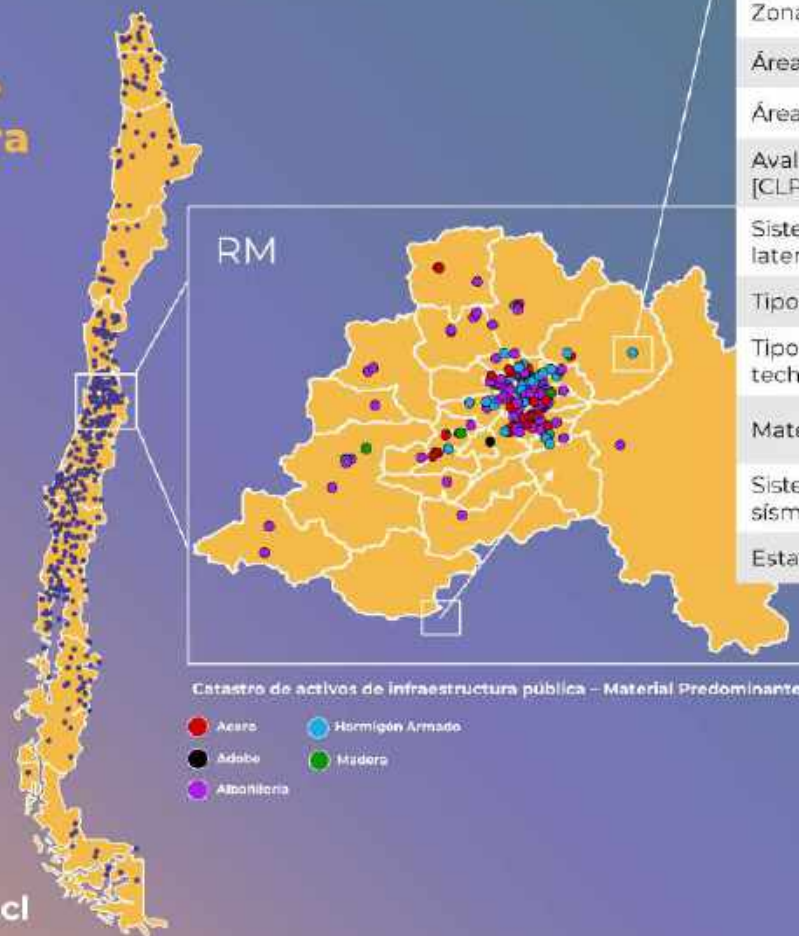 ra
RM
Zona
Área
Área
Aval
[CLP
Siste
later
Tipo
Tipo
tech
Mate
Siste
sísm
Esta
Catastro de activos de infraestructura pública – Material Predominante
Acero
Hormigón Armado
Adobe
Madera
Albañilería
cl